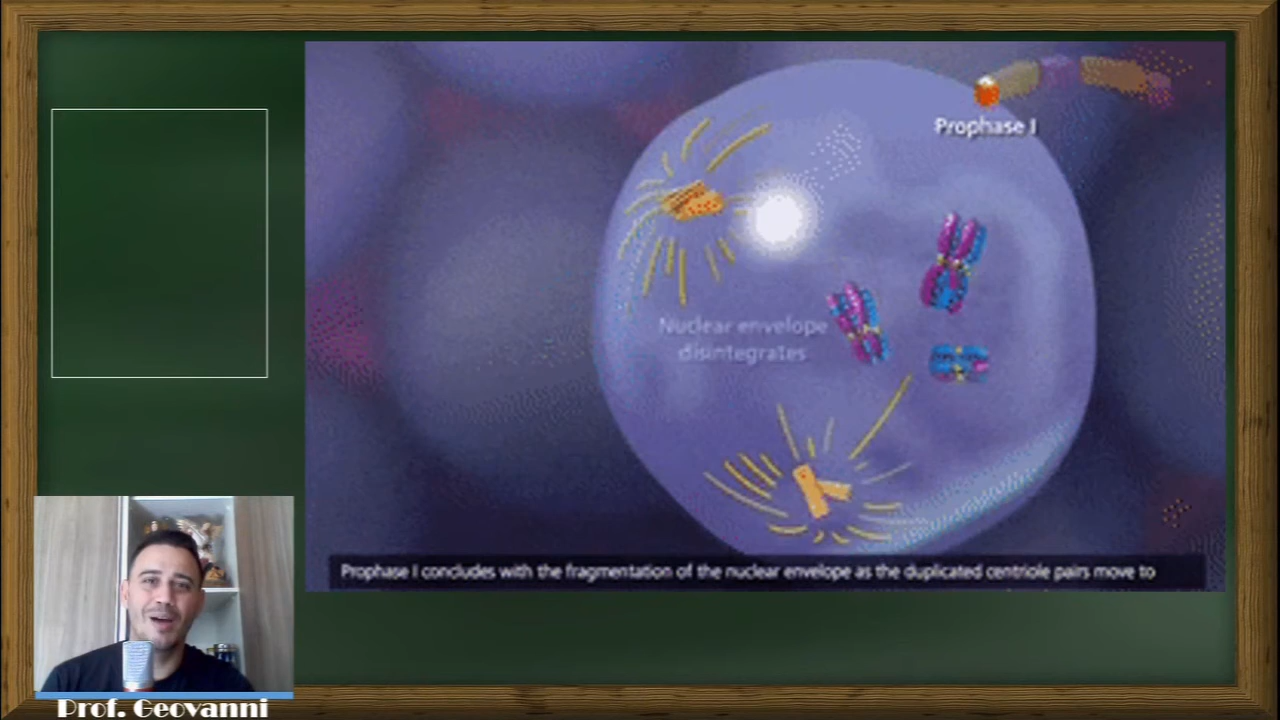 Prophase I
Nuclear envelope
disintegrates
Prophase I concludes with the fragmentation of the nuclear envelope as the duplicated centriole pairs move to
Prof. Geovanni